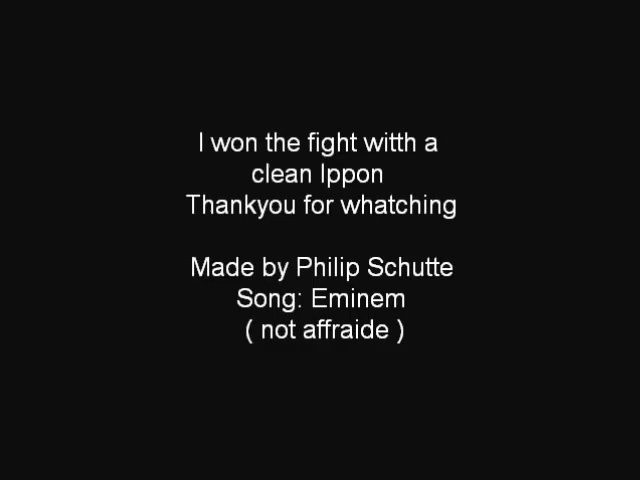 I won the fight witth a
clean Ippon
Thankyou for whatching
Made by Philip Schutte
Song: Eminem
( not affraide )